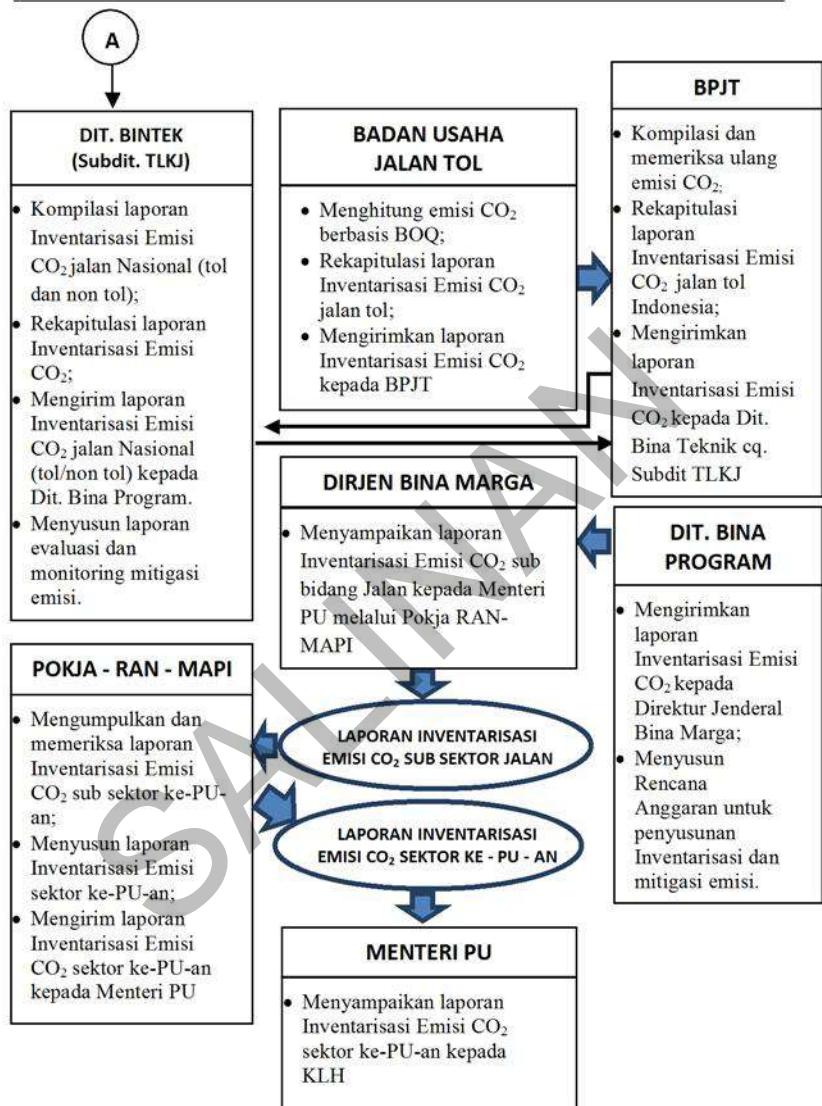 A
DIT. BINTEK
(Subdit. TLKJ)
• Kompilasi laporan
Inventarisasi Emisi
CO₂ jalan Nasional (tol
dan non tol);
• Rekapitulasi laporan
Inventarisasi Emisi
CO₂;
• Mengirim laporan
Inventarisasi Emisi
CO₂ jalan Nasional
(tol/non tol) kepada
Dit. Bina Program.
• Menyusun laporan
evaluasi dan
monitoring mitigasi
emisi.
BADAN USAHA
JALAN TOL
• Menghitung emisi CO₂
berbasis BOQ;
• Rekapitulasi laporan
Inventarisasi Emisi CO₂
jalan tol;
• Mengirimkan laporan
Inventarisasi Emisi CO₂
kepada BPJT
BPJT
• Kompilasi dan
memeriksa ulang
emisi CO₂;
• Rekapitulasi
laporan
Inventarisasi Emisi
CO₂ jalan tol
Indonesia;
• Mengirimkan
laporan
Inventarisasi Emisi
CO₂ kepada Dit.
Bina Teknik cq.
Subdit TLKJ
DIRJEN BINA MARGA
• Menyampaikan laporan
Inventarisasi Emisi CO₂ sub
bidang Jalan kepada Menteri
PU melalui Pokja RAN-
MAPI
DIT. BINA
PROGRAM
• Mengirimkan
laporan
Inventarisasi Emisi
CO₂ kepada
Direktur Jenderal
Bina Marga;
• Menyusun
Rencana
Anggaran untuk
penyusunan
Inventarisasi dan
mitigasi emisi.
POKJA - RAN - MAPI
• Mengumpulkan dan
memeriksa laporan
Inventarisasi Emisi
CO₂ sub sektor ke-PU-
an;
• Menyusun laporan
Inventarisasi Emisi
sektor ke-PU-an;
• Mengirim laporan
Inventarisasi Emisi
CO₂ sektor ke-PU-an
kepada Menteri PU
LAPORAN INVENTARISASI
EMISI CO₂ SUB SEKTOR JALAN
LAPORAN INVENTARISASI
EMISI CO₂ SEKTOR KE - PU - AN
MENTERI PU
• Menyampaikan laporan
Inventarisasi Emisi CO₂
sektor ke-PU-an kepada
KLH
SALINAN